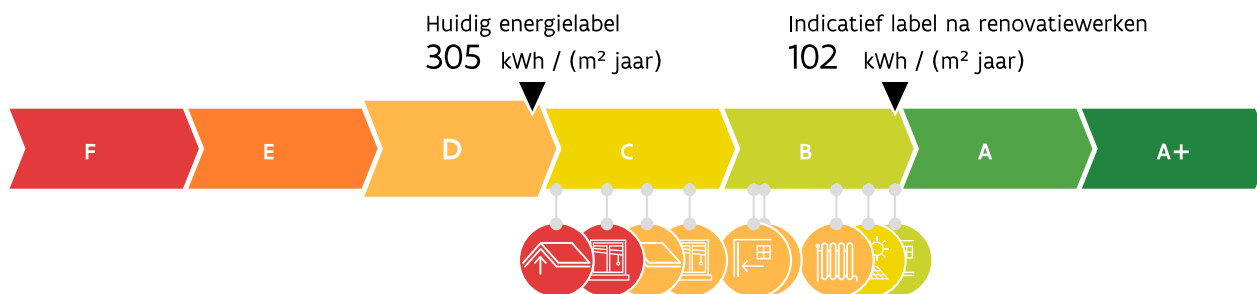 Huidig energielabel
305 kWh / (m² jaar)
Indicatief label na renovatiewerken
102 kWh / (m² jaar)
F E D C B A A+